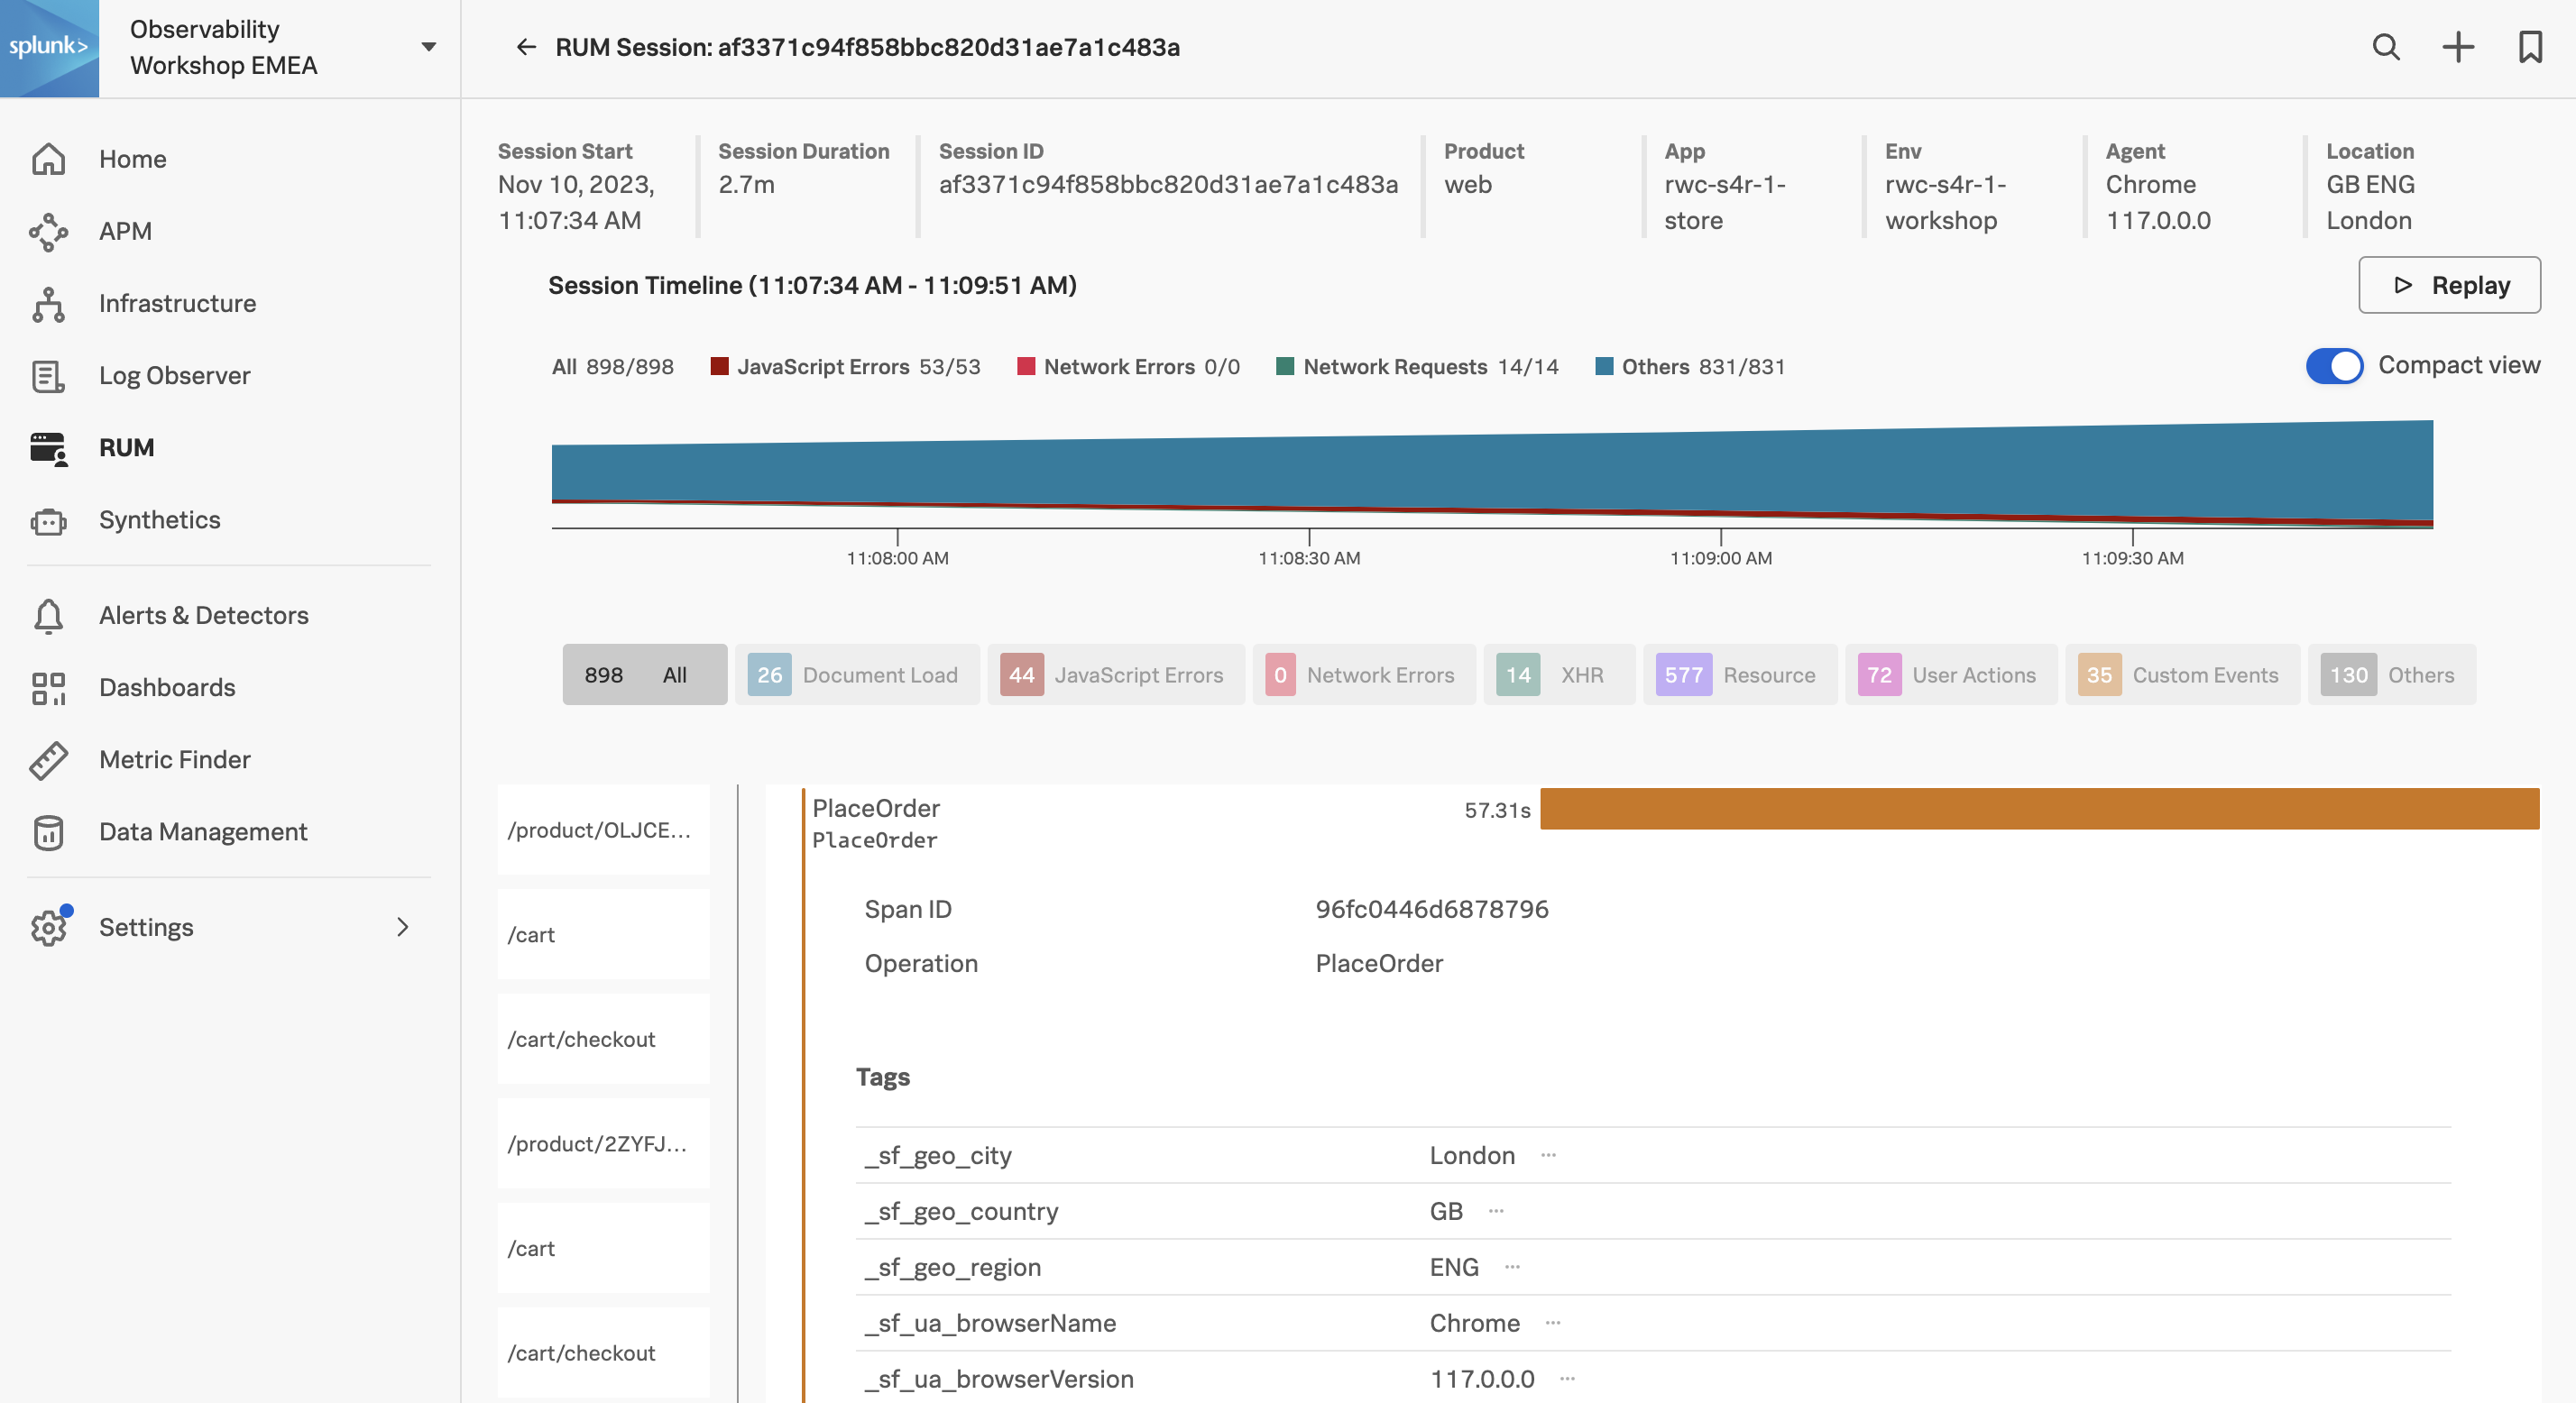 splunk>
Observability
Workshop EMEA
RUM Session: af3371c94f858bbc820d31ae7a1c483a
Home
APM
Infrastructure
Log Observer
RUM
Synthetics
Alerts & Detectors
Dashboards
Metric Finder
Data Management
Settings
Session Start
Nov 10, 2023,
11:07:34 AM
Session Duration
2.7m
Session ID
af3371c94f858bbc820d31ae7a1c483a
Product
web
App
rwc-s4r-1-
store
Env
rwc-s4r-1-
workshop
Agent
Chrome
117.0.0.0
Location
GB ENG
London
Session Timeline (11:07:34 AM - 11:09:51 AM)
Replay
All 898/898 JavaScript Errors 53/53 Network Errors 0/0 Network Requests 14/14 Others 831/831
Compact view
11:08:00 AM 11:08:30 AM 11:09:00 AM 11:09:30 AM
898 All 26 Document Load 44 JavaScript Errors 0 Network Errors 14 XHR 577 Resource 72 User Actions 35 Custom Events 130 Others
/product/OLJCE...
/cart
/cart/checkout
/product/2ZYFJ...
/cart
/cart/checkout
PlaceOrder 57.31s
PlaceOrder
Span ID 96fc0446d6878796
Operation PlaceOrder
Tags
_sf_geo_city London ...
_sf_geo_country GB ...
_sf_geo_region ENG ...
_sf_ua_browserName Chrome ...
_sf_ua_browserVersion 117.0.0.0 ...